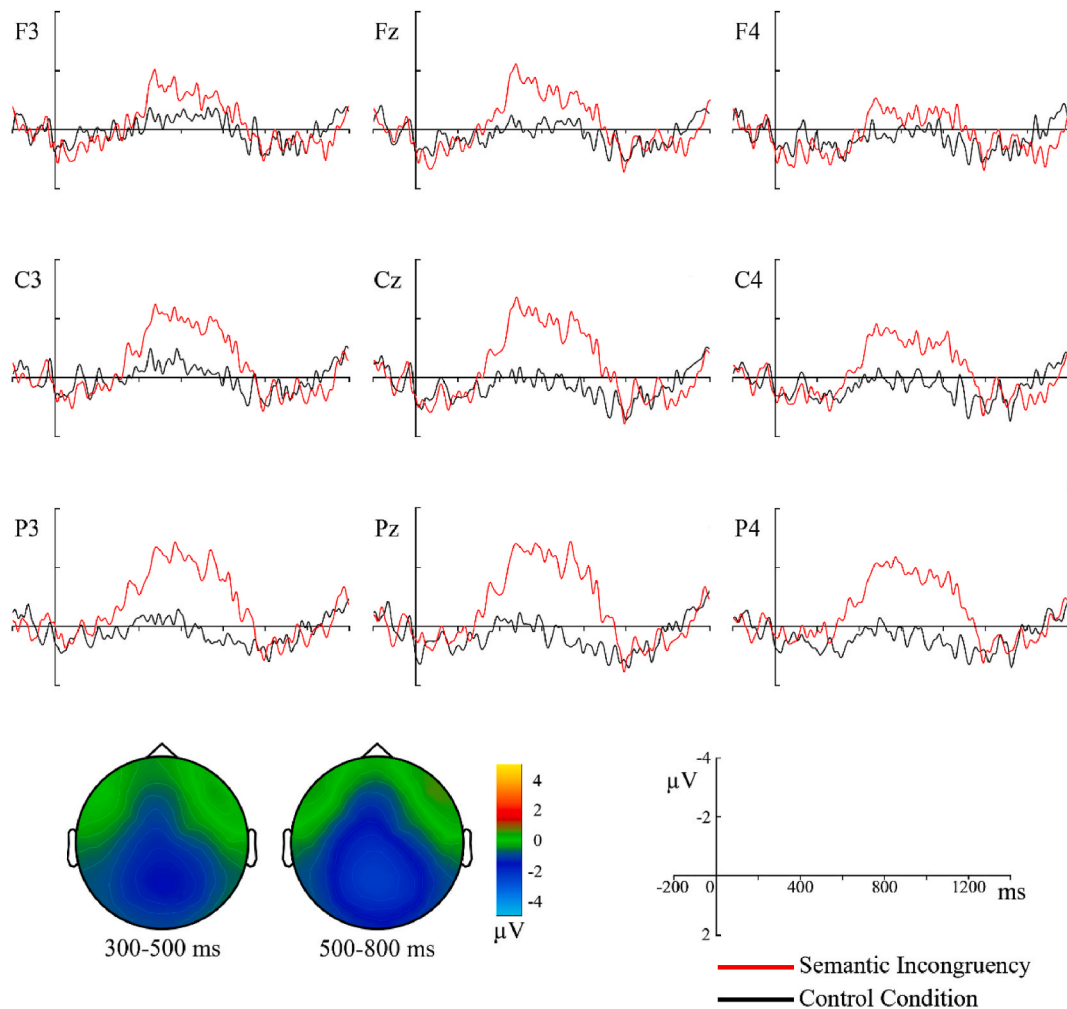 F3 Fz F4
C3 Cz C4
P3 Pz P4
4
2
0
-2
-4
µV
300-500 ms 500-800 ms
-4
µV
-2
-200 0 400 800 1200 ms
2
Semantic Incongruency
Control Condition